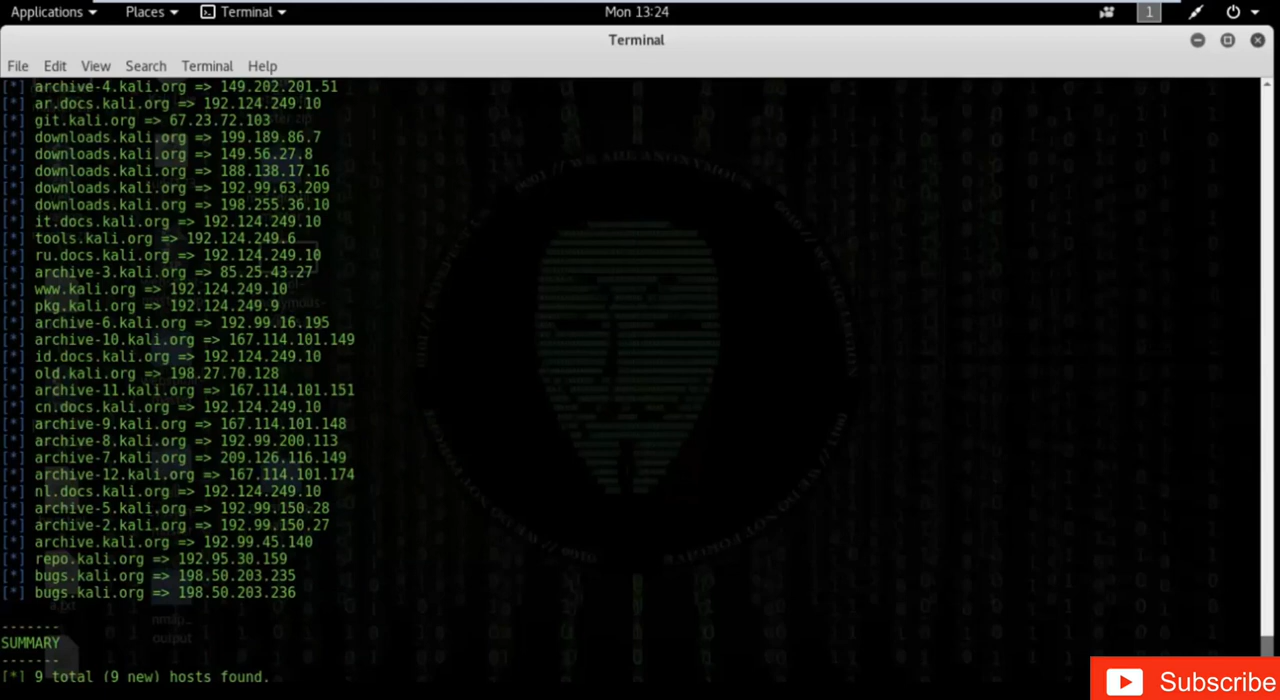 Applications
Places
Terminal
Mon 13:24
1
Terminal
File Edit View Search Terminal Help
[*] archive-4.kali.org => 149.202.201.51
[*] ar.docs.kali.org => 192.124.249.10
[*] git.kali.org => 67.23.72.103
[*] downloads.kali.org => 199.189.86.7
[*] downloads.kali.org => 149.56.27.8
[*] downloads.kali.org => 188.138.17.16
[*] downloads.kali.org => 192.99.63.209
[*] downloads.kali.org => 198.255.36.10
[*] it.docs.kali.org => 192.124.249.10
[*] tools.kali.org => 192.124.249.6
[*] ru.docs.kali.org => 192.124.249.10
[*] archive-3.kali.org => 85.25.43.27
[*] www.kali.org => 192.124.249.10
[*] pkg.kali.org => 192.124.249.9
[*] archive-6.kali.org => 192.99.16.195
[*] archive-10.kali.org => 167.114.101.149
[*] id.docs.kali.org => 192.124.249.10
[*] old.kali.org => 198.27.70.128
[*] archive-11.kali.org => 167.114.101.151
[*] cn.docs.kali.org => 192.124.249.10
[*] archive-9.kali.org => 167.114.101.148
[*] archive-8.kali.org => 192.99.200.113
[*] archive-7.kali.org => 209.126.116.149
[*] archive-12.kali.org => 167.114.101.174
[*] nl.docs.kali.org => 192.124.249.10
[*] archive-5.kali.org => 192.99.150.28
[*] archive-2.kali.org => 192.99.150.27
[*] archive.kali.org => 192.99.45.140
[*] repo.kali.org => 192.95.30.159
[*] bugs.kali.org => 198.50.203.235
[*] bugs.kali.org => 198.50.203.236
a.txt
nmap_
output
-------
SUMMARY
-------
[*] 9 total (9 new) hosts found.
Subscribe